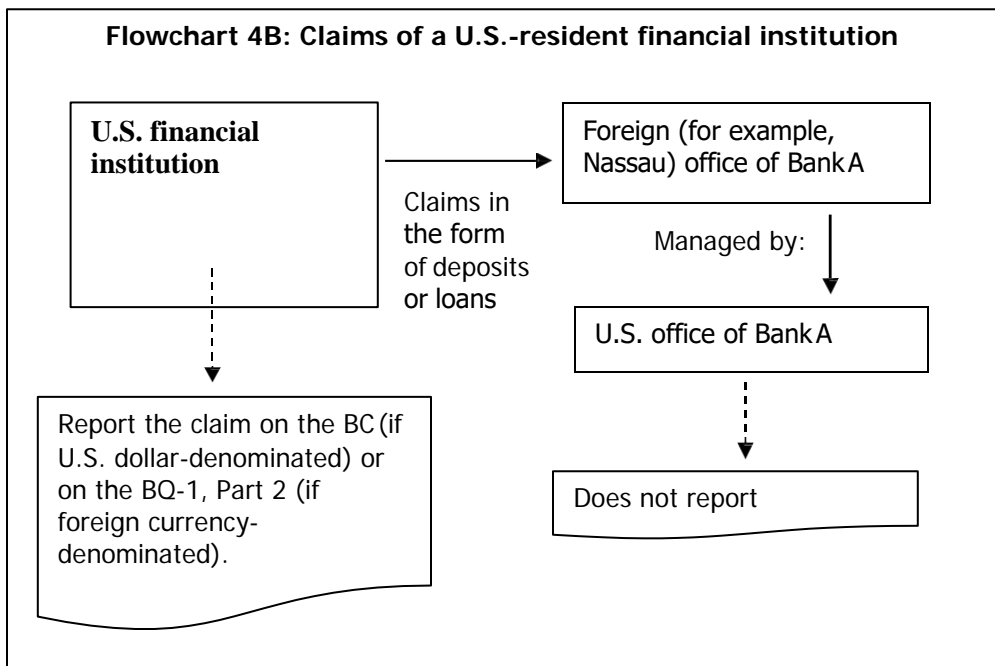 Flowchart 4B: Claims of a U.S.-resident financial institution
U.S. financial
institution
Claims in
the form
of deposits
or loans
Foreign (for example,
Nassau) office of Bank A
Managed by:
U.S. office of Bank A
Report the claim on the BC (if
U.S. dollar-denominated) or
on the BQ-1, Part 2 (if
foreign currency-
denominated).
Does not report